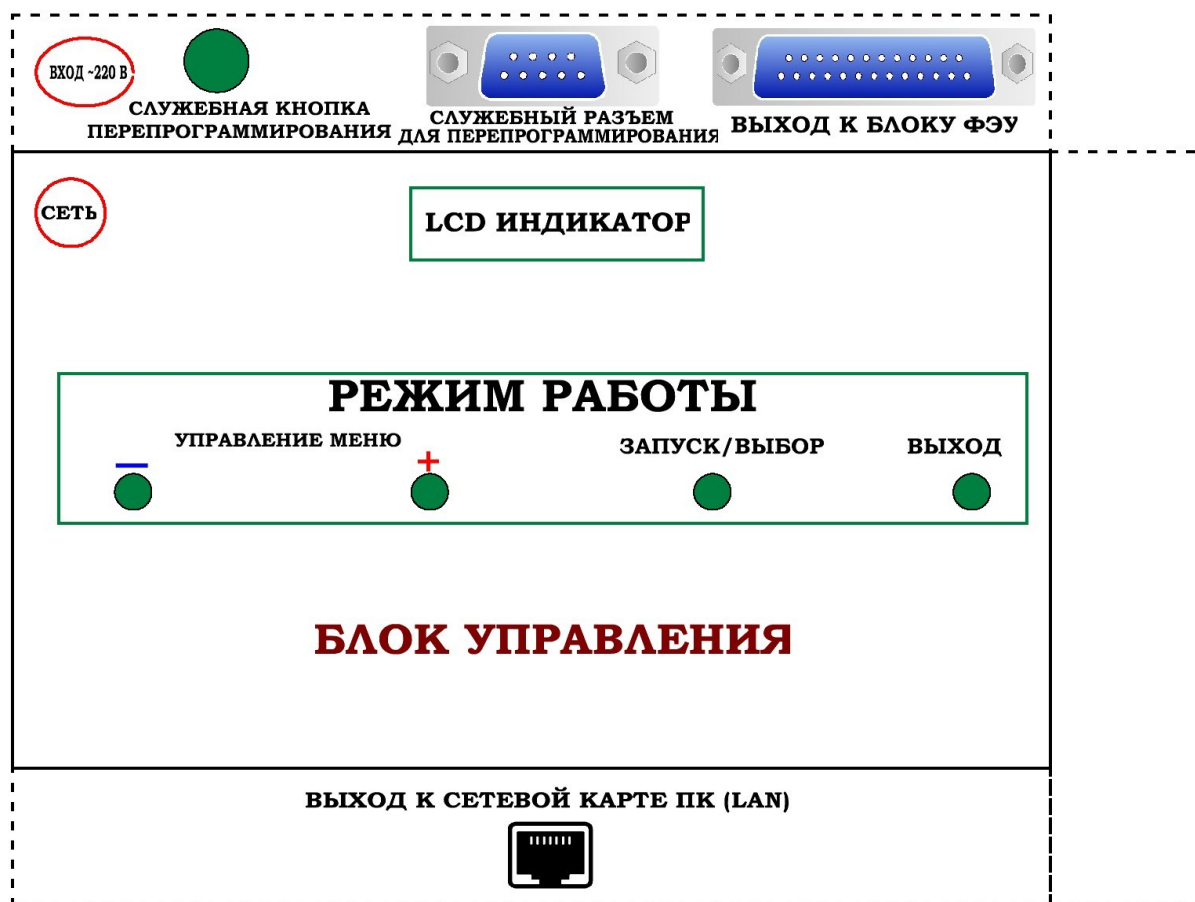 ВХОД ~220 В
СЛУЖЕБНАЯ КНОПКА
ПЕРЕПРОГРАММИРОВАНИЯ
СЛУЖЕБНЫЙ РАЗЪЕМ
ДЛЯ ПЕРЕПРОГРАММИРОВАНИЯ
ВЫХОД К БЛОКУ ФЭУ
СЕТЬ
LCD ИНДИКАТОР
РЕЖИМ РАБОТЫ
УПРАВЛЕНИЕ МЕНЮ
– +
ЗАПУСК/ВЫБОР
ВЫХОД
БЛОК УПРАВЛЕНИЯ
ВЫХОД К СЕТЕВОЙ КАРТЕ ПК (LAN)